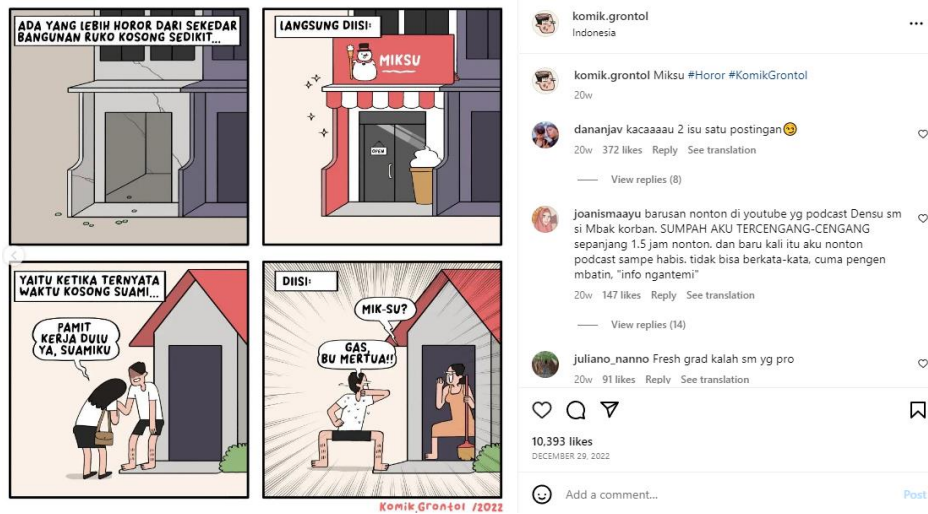 ADA YANG LEBIH HOROR DARI SEKEDAR
BANGUNAN RUKO KOSONG SEDIKIT...
LANGSUNG DIISI:
MIKSU
OPEN
YAITU KETIKA TERNYATA
WAKTU KOSONG SUAMI...
PAMIT
KERJA DULU
YA, SUAMIKU
DIISI:
MIK-SU?
GAS,
BU MERTUA!!
Komik.Grontol /2022
komik.grontol
Indonesia
komik.grontol Miksu #Horor #KomikGrontol
20w
dananjav kacaaaau 2 isu satu postingan😏
20w 372 likes Reply See translation
View replies (8)
joanismaayu barusan nonton di youtube yg podcast Densu sm
si Mbak korban. SUMPAH AKU TERCENGANG-CENGANG
sepanjang 1.5 jam nonton. dan baru kali itu aku nonton
podcast sampe habis. tidak bisa berkata-kata, cuma pengen
mbatin, "info ngantemi"
20w 147 likes Reply See translation
View replies (14)
juliano_nanno Fresh grad kalah sm yg pro
20w 91 likes Reply See translation
10,393 likes
DECEMBER 29, 2022
Add a comment...
Post